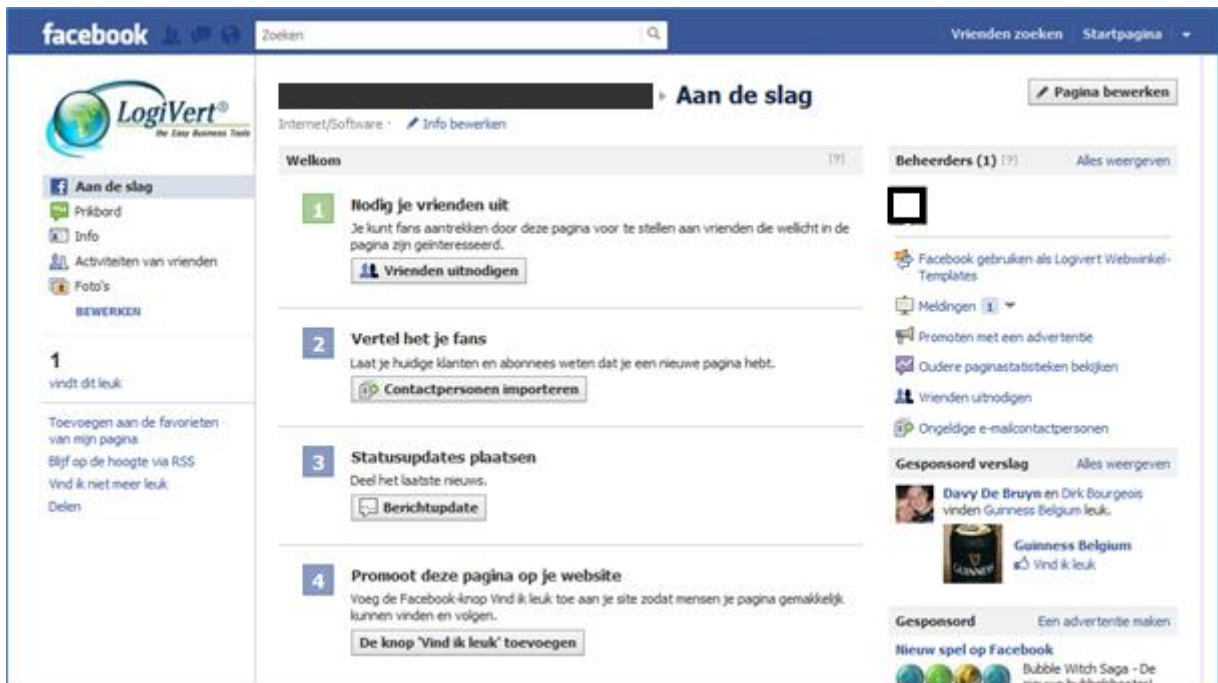 facebook
Zoeken
Vrienden zoeken Startpagina
LogiVert®
the Easy Business Tools
Aan de slag
Prikbord
Info
Activiteiten van vrienden
Foto's
BEWERKEN
1
vindt dit leuk
Toevoegen aan de favorieten
van mijn pagina
Blijf op de hoogte via RSS
Vind ik niet meer leuk
Delen
Aan de slag
Internet/Software · Info bewerken
Pagina bewerken
Welkom [?]
1
Nodig je vrienden uit
Je kunt fans aantrekken door deze pagina voor te stellen aan vrienden die wellicht in de
pagina zijn geïnteresseerd.
Vrienden uitnodigen
2
Vertel het je fans
Laat je huidige klanten en abonnees weten dat je een nieuwe pagina hebt.
Contactpersonen importeren
3
Statusupdates plaatsen
Deel het laatste nieuws.
Berichtupdate
4
Promoot deze pagina op je website
Voeg de Facebook-knop Vind ik leuk toe aan je site zodat mensen je pagina gemakkelijk
kunnen vinden en volgen.
De knop 'Vind ik leuk' toevoegen
Beheerders (1) [?] Alles weergeven
Facebook gebruiken als Logivert Webwinkel-
Templates
Meldingen 1
Promoten met een advertentie
Oudere paginastatistieken bekijken
Vrienden uitnodigen
Ongeldige e-mailcontactpersonen
Gesponsord verslag Alles weergeven
Davy De Bruyn en Dirk Bourgeois
vinden Guinness Belgium leuk.
GUINNESS
Guinness Belgium
Vind ik leuk
Gesponsord Een advertentie maken
Nieuw spel op Facebook
Bubble Witch Saga - De
nieuwe bubbelshooter!